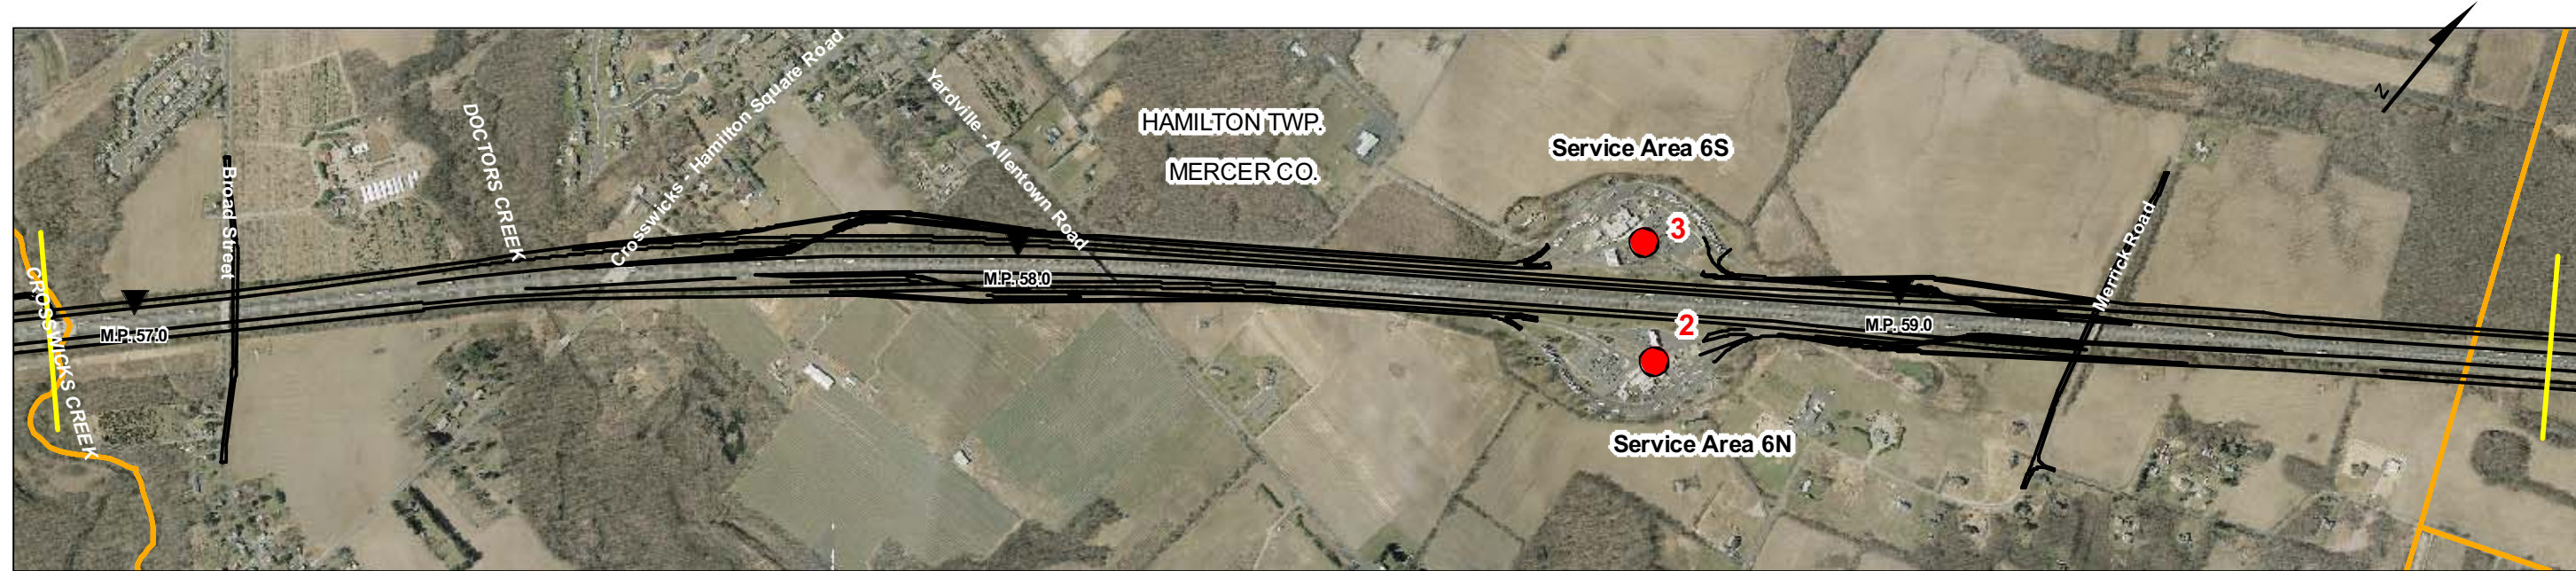 Z
Crosswicks - Hamilton Square Road
Yardville - Allentown Road
DOCTORS CREEK
HAMILTON TWP.
MERCER CO.
Service Area 6S
Broad Street
3
Merrick Road
CROSSWICKS CREEK
M.P. 57.0
M.P. 58.0
2
M.P. 59.0
Service Area 6N